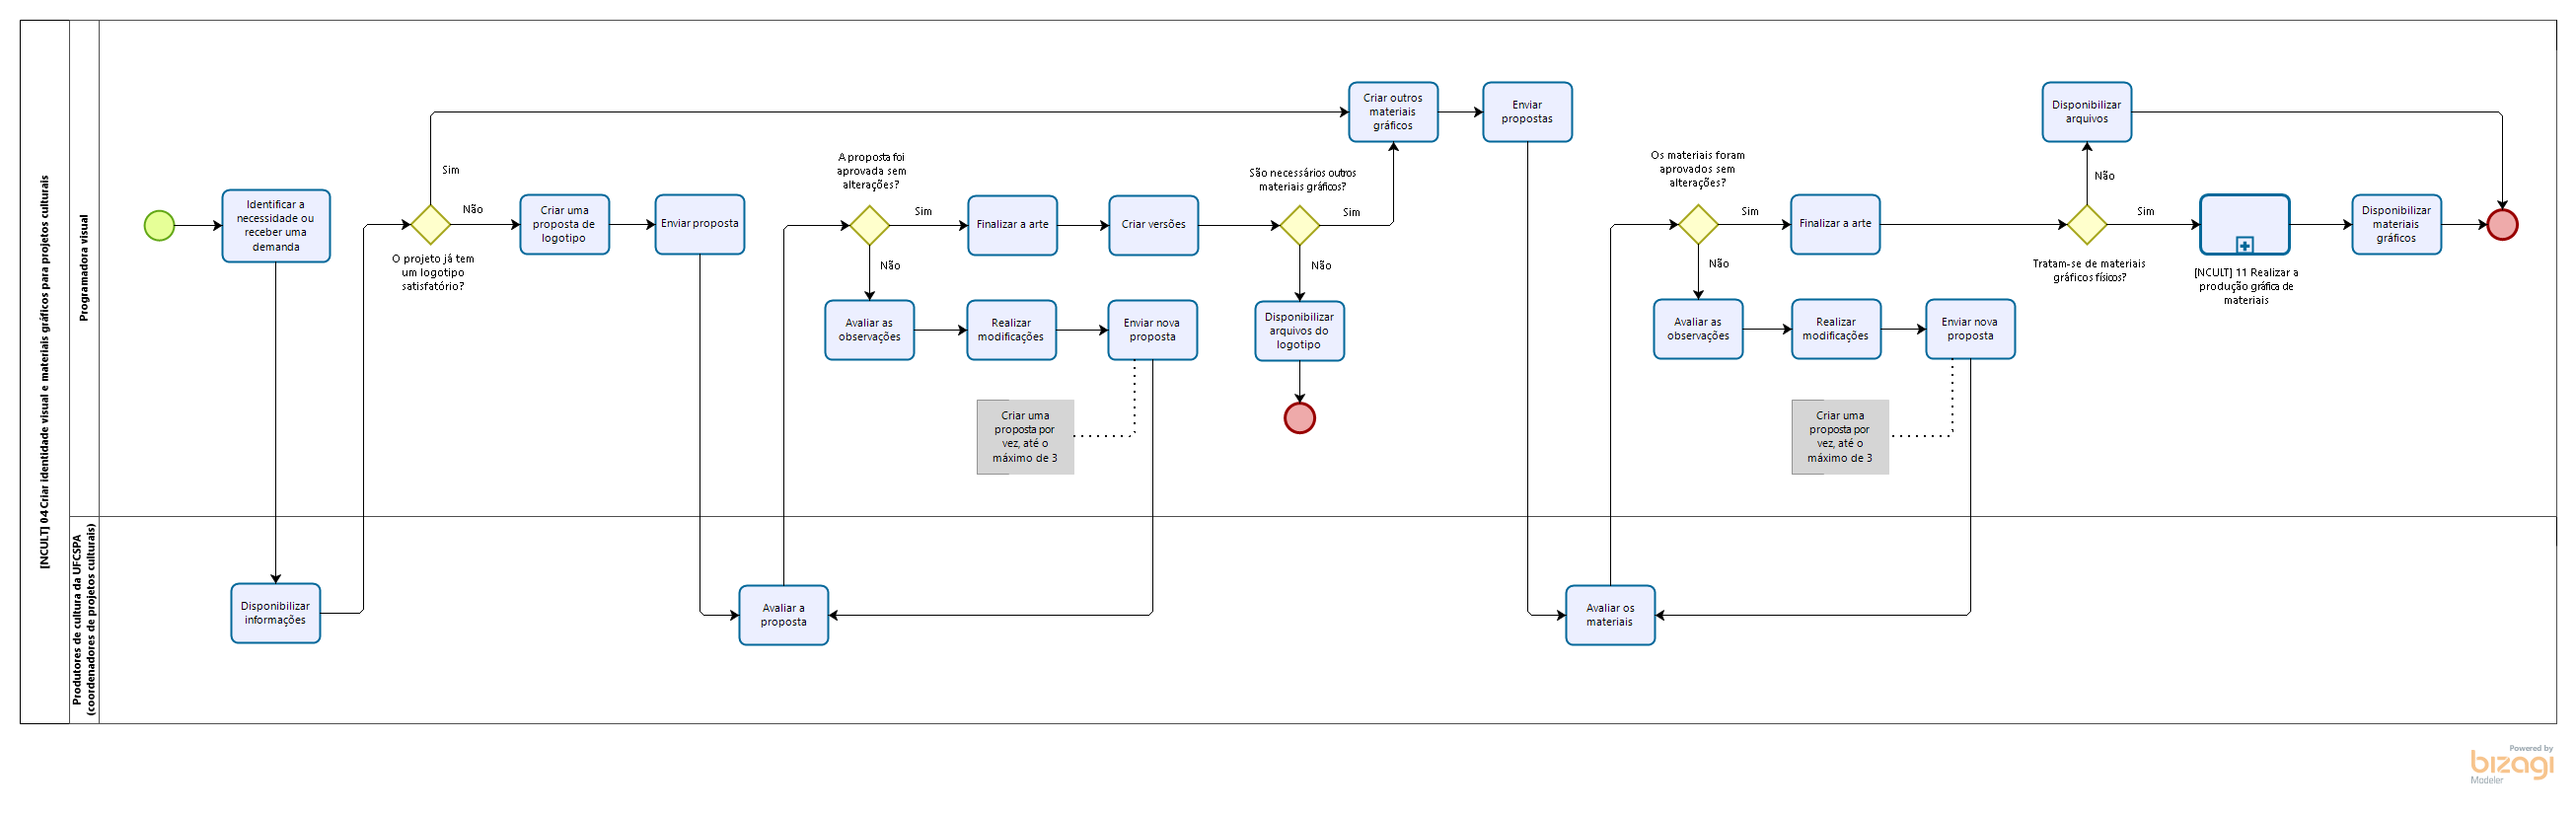 [NCULT] 04 Criar identidade visual e materiais gráficos para projetos culturais
Programadora visual
Identificar a
necessidade ou
receber uma
demanda
Sim
Não
O projeto já tem
um logotipo
satisfatório?
Criar uma
proposta de
logotipo
Enviar proposta
A proposta foi
aprovada sem
alterações?
Sim
Não
Finalizar a arte
Criar versões
São necessários outros
materiais gráficos?
Sim
Não
Criar outros
materiais
gráficos
Enviar
propostas
Avaliar as
observações
Realizar
modificações
Enviar nova
proposta
Criar uma
proposta por
vez, até o
máximo de 3
Disponibilizar
arquivos do
logotipo
Os materiais foram
aprovados sem
alterações?
Sim
Não
Finalizar a arte
Avaliar as
observações
Realizar
modificações
Enviar nova
proposta
Criar uma
proposta por
vez, até o
máximo de 3
Disponibilizar
arquivos
Não
Sim
Tratam-se de materiais
gráficos físicos?
[NCULT] 11 Realizar a
produção gráfica de
materiais
Disponibilizar
materiais
gráficos
Produtores de cultura da UFCSPA
(coordenadores de projetos culturais)
Disponibilizar
informações
Avaliar a
proposta
Avaliar os
materiais
Powered by
bizagi
Modeler